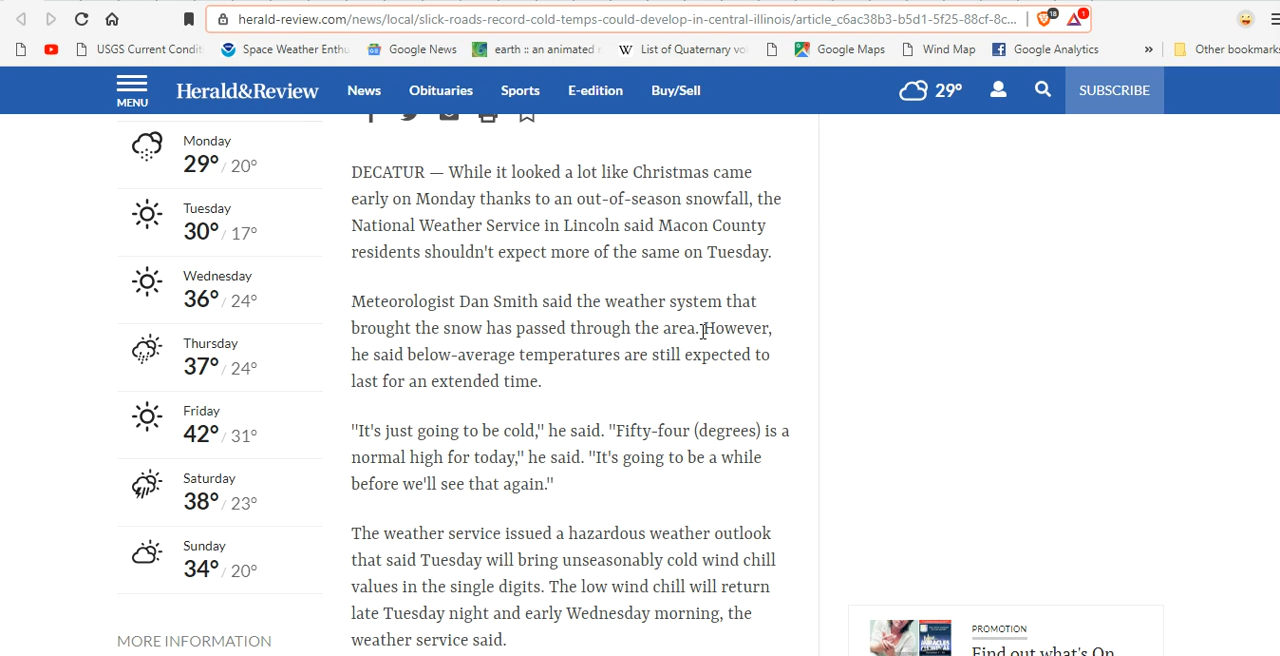 herald-review.com/news/local/slick-roads-record-cold-temps-could-develop-in-central-illinois/article_c6ac38b3-b5d1-5f25-88cf-8c...
18
1
USGS Current Condit
Space Weather Enthu
Google News
earth :: an animated
W
List of Quaternary vo
Google Maps
Wind Map
Google Analytics
»
Other bookmarks
MENU
Herald&Review
News
Obituaries
Sports
E-edition
Buy/Sell
29°
SUBSCRIBE
Monday
29° / 20°
Tuesday
30° / 17°
Wednesday
36° / 24°
Thursday
37° / 24°
Friday
42° / 31°
Saturday
38° / 23°
Sunday
34° / 20°
MORE INFORMATION
DECATUR — While it looked a lot like Christmas came
early on Monday thanks to an out-of-season snowfall, the
National Weather Service in Lincoln said Macon County
residents shouldn't expect more of the same on Tuesday.
Meteorologist Dan Smith said the weather system that
brought the snow has passed through the area. However,
he said below-average temperatures are still expected to
last for an extended time.
"It's just going to be cold," he said. "Fifty-four (degrees) is a
normal high for today," he said. "It's going to be a while
before we'll see that again."
The weather service issued a hazardous weather outlook
that said Tuesday will bring unseasonably cold wind chill
values in the single digits. The low wind chill will return
late Tuesday night and early Wednesday morning, the
weather service said.
PROMOTION
Find out what's On